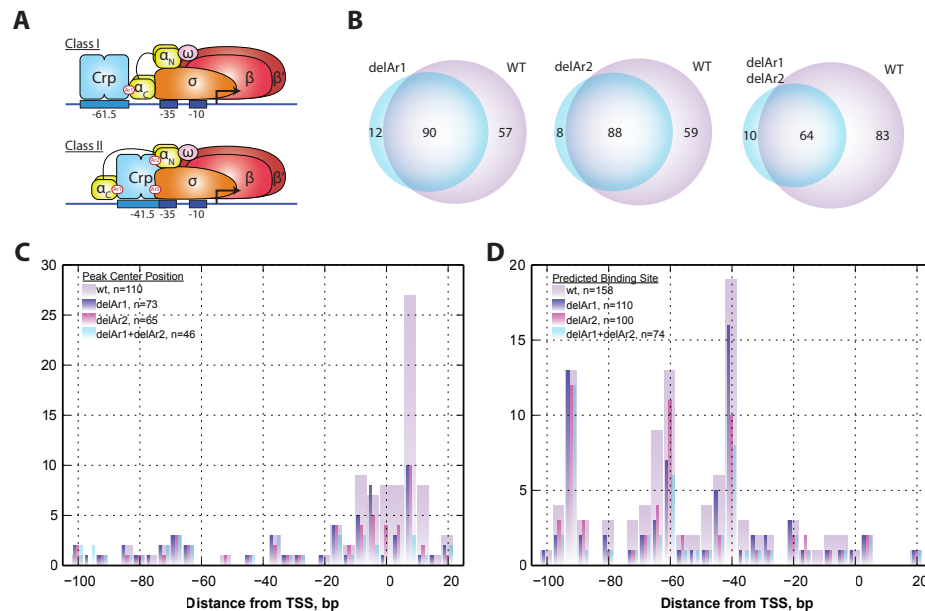 A
Class I
Crp
Ar1
αC
αN
ω
σ
β
β'
-61.5
-35
-10
Class II
αC
Ar1
Crp
Ar2
Ar3
αN
ω
σ
β
β'
-41.5
-35
-10
B
delAr1
WT
12
90
57
delAr2
WT
8
88
59
delAr1
delAr2
WT
10
64
83
C
Peak Center Position
wt, n=110
delAr1, n=73
delAr2, n=65
delAr1+delAr2, n=46
30
25
20
15
10
5
0
−100
−80
−60
−40
−20
0
20
Distance from TSS, bp
D
Predicted Binding Site
wt, n=158
delAr1, n=110
delAr2, n=100
delAr1+delAr2, n=74
20
15
10
5
0
−100
−80
−60
−40
−20
0
20
Distance from TSS, bp